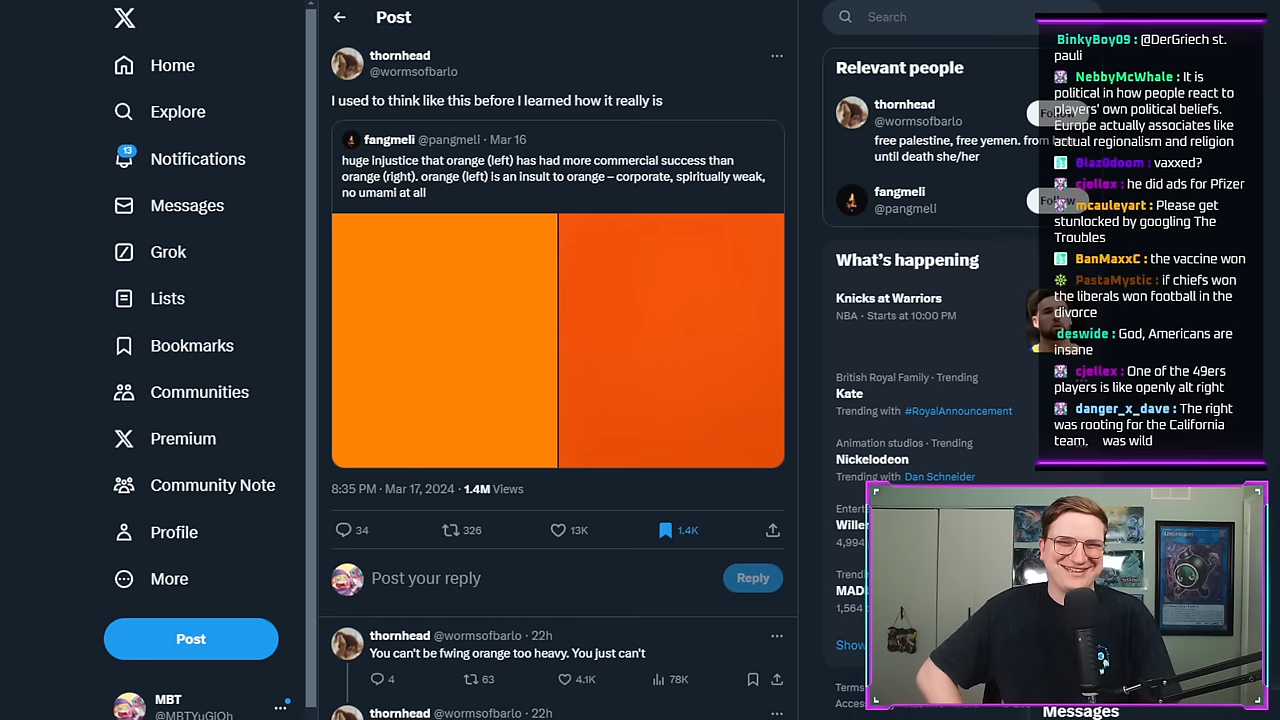 Home
Explore
13
Notifications
Messages
Grok
Lists
Bookmarks
Communities
Premium
Community Note
Profile
More
Post
MBT
@MBTYuGiOh
Post
thornhead
@wormsofbarlo
I used to think like this before I learned how it really is
fangmeli @pangmeli · Mar 16
huge injustice that orange (left) has had more commercial success than
orange (right). orange (left) is an insult to orange – corporate, spiritually weak,
no umami at all
8:35 PM · Mar 17, 2024 · 1.4M Views
34
326
13K
1.4K
Post your reply
Reply
thornhead @wormsofbarlo · 22h
You can't be fwing orange too heavy. You just can't
4
63
4.1K
78K
thornhead @wormsofbarlo · 22h
Search
Relevant people
thornhead
@wormsofbarlo
free palestine, free yemen. from
until death she/her
fangmeli
@pangmeli
What's happening
Knicks at Warriors
NBA · Starts at 10:00 PM
British Royal Family · Trending
Kate
Trending with #RoyalAnnouncement
Animation studios · Trending
Nickelodeon
Trending with Dan Schneider
Show
Messages
BinkyBoy09 : @DerGriech st.
pauli
NebbyMcWhale : It is
political in how people react to
players' own political beliefs.
Europe actually associates like
actual regionalism and religion
Blaz0doom : vaxxed?
cjellex : he did ads for Pfizer
mcauleyart : Please get
stunlocked by googling The
Troubles
BanMaxxC : the vaccine won
PastaMystic : if chiefs won
the liberals won football in the
divorce
deswide : God, Americans are
insane
cjellex : One of the 49ers
players is like openly alt right
danger_x_dave : The right
was rooting for the California
team. was wild